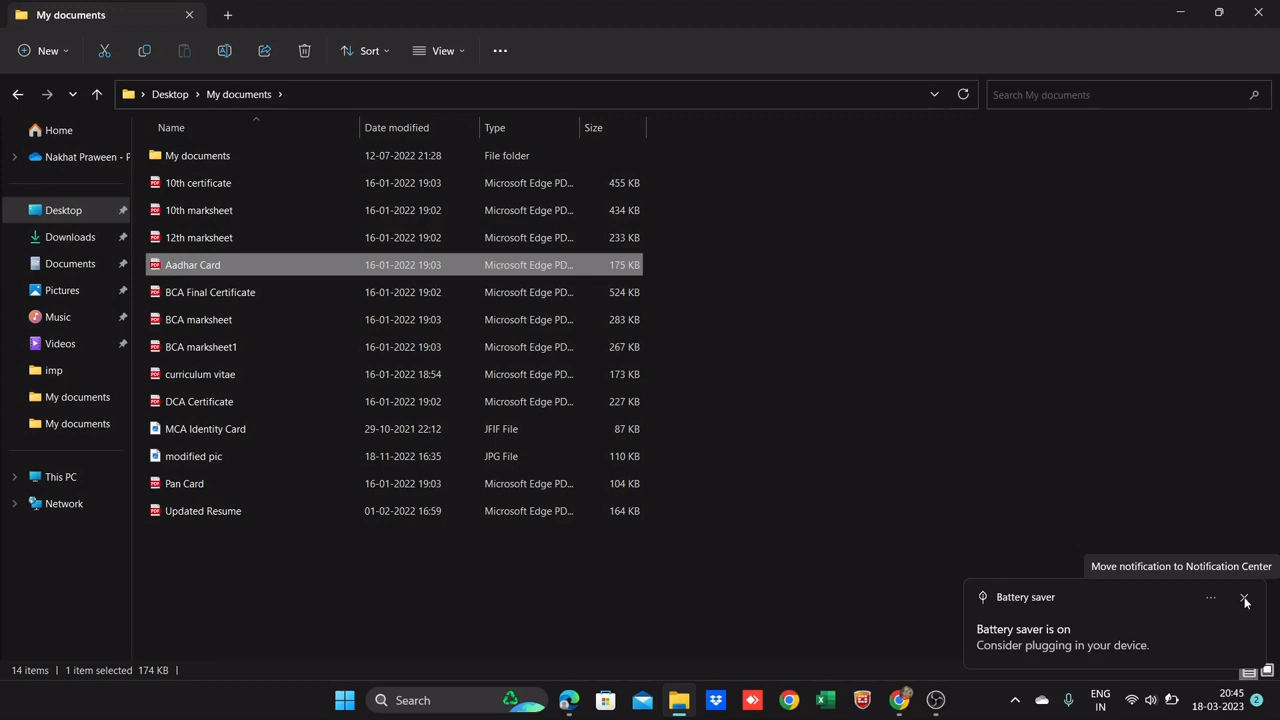 My documents
New
Sort
View
Desktop
My documents
Search My documents
Home
Nakhat Praween - P
Desktop
Downloads
Documents
Pictures
Music
Videos
imp
My documents
My documents
This PC
Network
Name Date modified Type Size
My documents 12-07-2022 21:28 File folder
10th certificate 16-01-2022 19:03 Microsoft Edge PD... 455 KB
10th marksheet 16-01-2022 19:02 Microsoft Edge PD... 434 KB
12th marksheet 16-01-2022 19:02 Microsoft Edge PD... 233 KB
Aadhar Card 16-01-2022 19:03 Microsoft Edge PD... 175 KB
BCA Final Certificate 16-01-2022 19:02 Microsoft Edge PD... 524 KB
BCA marksheet 16-01-2022 19:03 Microsoft Edge PD... 283 KB
BCA marksheet1 16-01-2022 19:03 Microsoft Edge PD... 267 KB
curriculum vitae 16-01-2022 18:54 Microsoft Edge PD... 173 KB
DCA Certificate 16-01-2022 19:02 Microsoft Edge PD... 227 KB
MCA Identity Card 29-10-2021 22:12 JFIF File 87 KB
modified pic 18-11-2022 16:35 JPG File 110 KB
Pan Card 16-01-2022 19:03 Microsoft Edge PD... 104 KB
Updated Resume 01-02-2022 16:59 Microsoft Edge PD... 164 KB
Move notification to Notification Center
Battery saver
Battery saver is on
Consider plugging in your device.
14 items 1 item selected 174 KB
Search
ENG
IN
20:45
18-03-2023
2